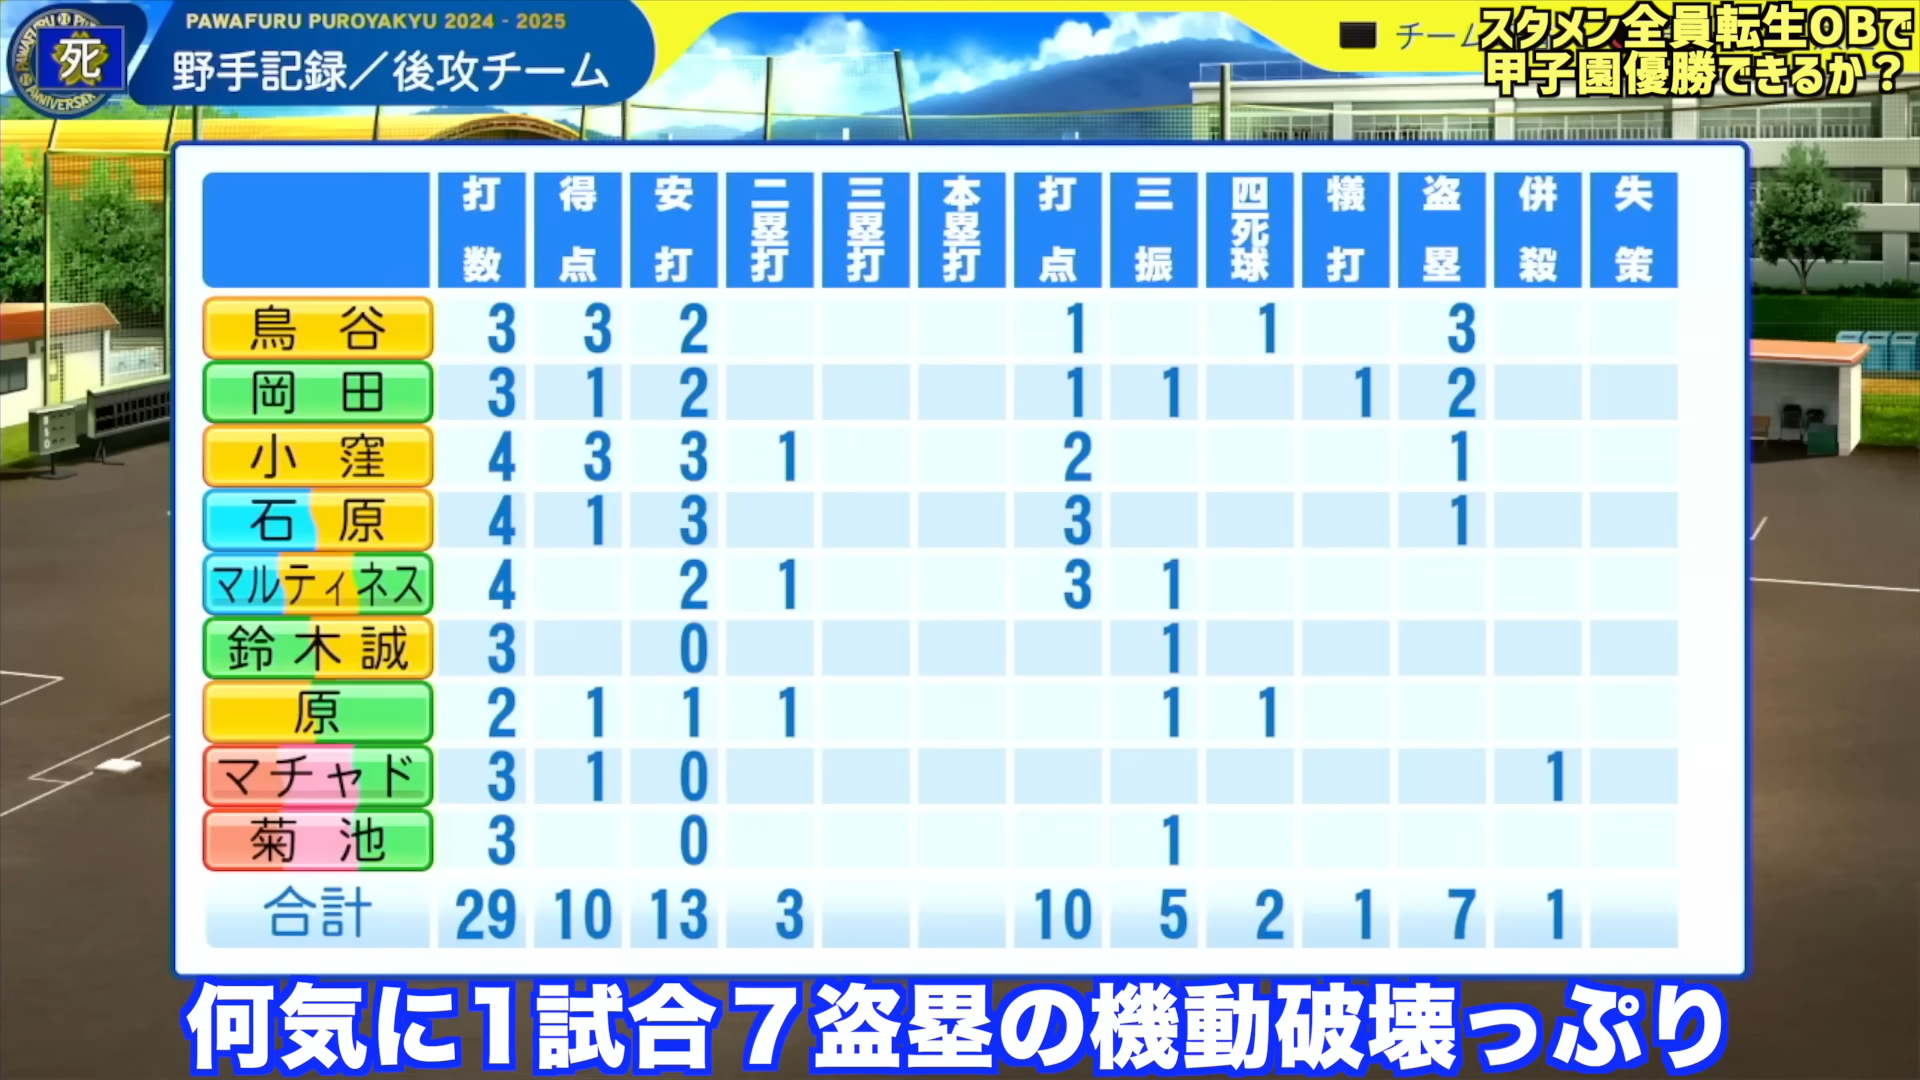 PAWAFURU PUROYAKYU 2024 - 2025
死
野手記録／後攻チーム
チーム
スタメン全員転生OBで
甲子園優勝できるか？
打数 得点 安打 二塁打 三塁打 本塁打 打点 三振 四死球 犠打 盗塁 併殺 失策
鳥谷 3 3 2 1 1 3
岡田 3 1 2 1 1 1 2
小窪 4 3 3 1 2 1
石原 4 1 3 3 1
マルティネス 4 2 1 3 1
鈴木誠 3 0 1
原 2 1 1 1 1 1
マチャド 3 1 0 1
菊池 3 0 1
合計 29 10 13 3 10 5 2 1 7 1
何気に1試合7盗塁の機動破壊っぷり